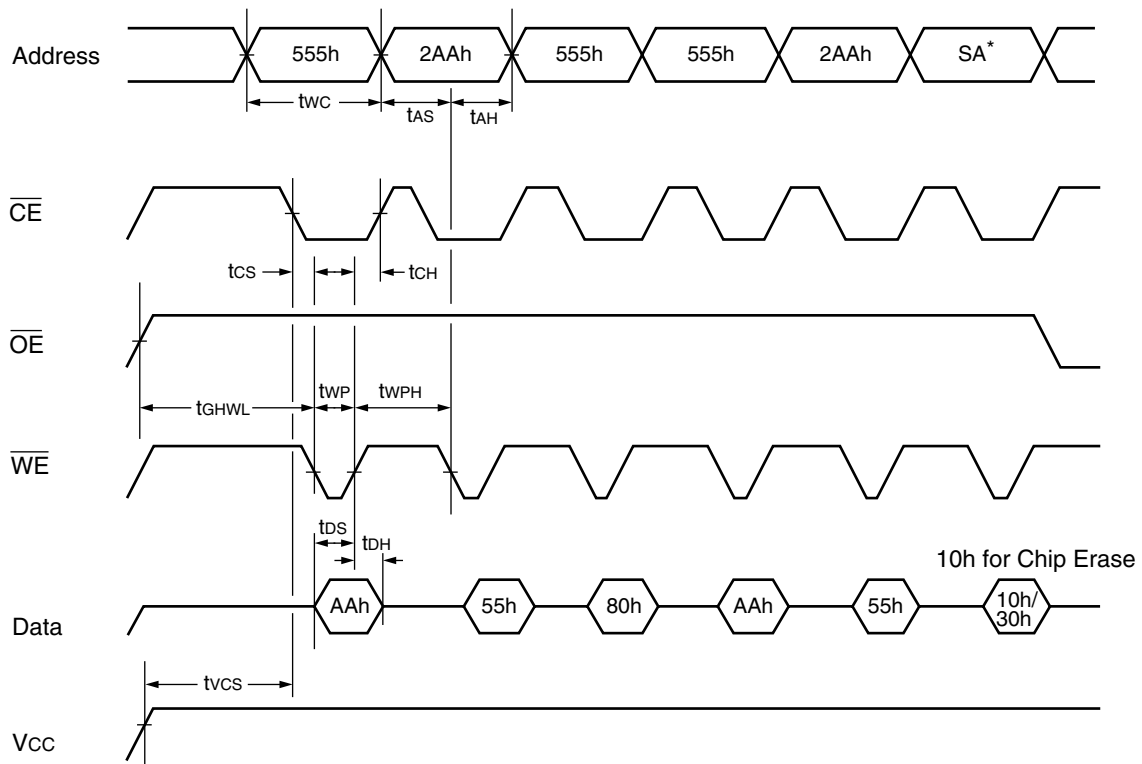 Address
555h 2AAh 555h 555h 2AAh SA*
tWC tAS tAH
CE
tCS tCH
OE
tGHWL tWP tWPH
WE
tDS
tDH
10h for Chip Erase
Data
AAh 55h 80h AAh 55h 10h/
30h
tVCS
VCC